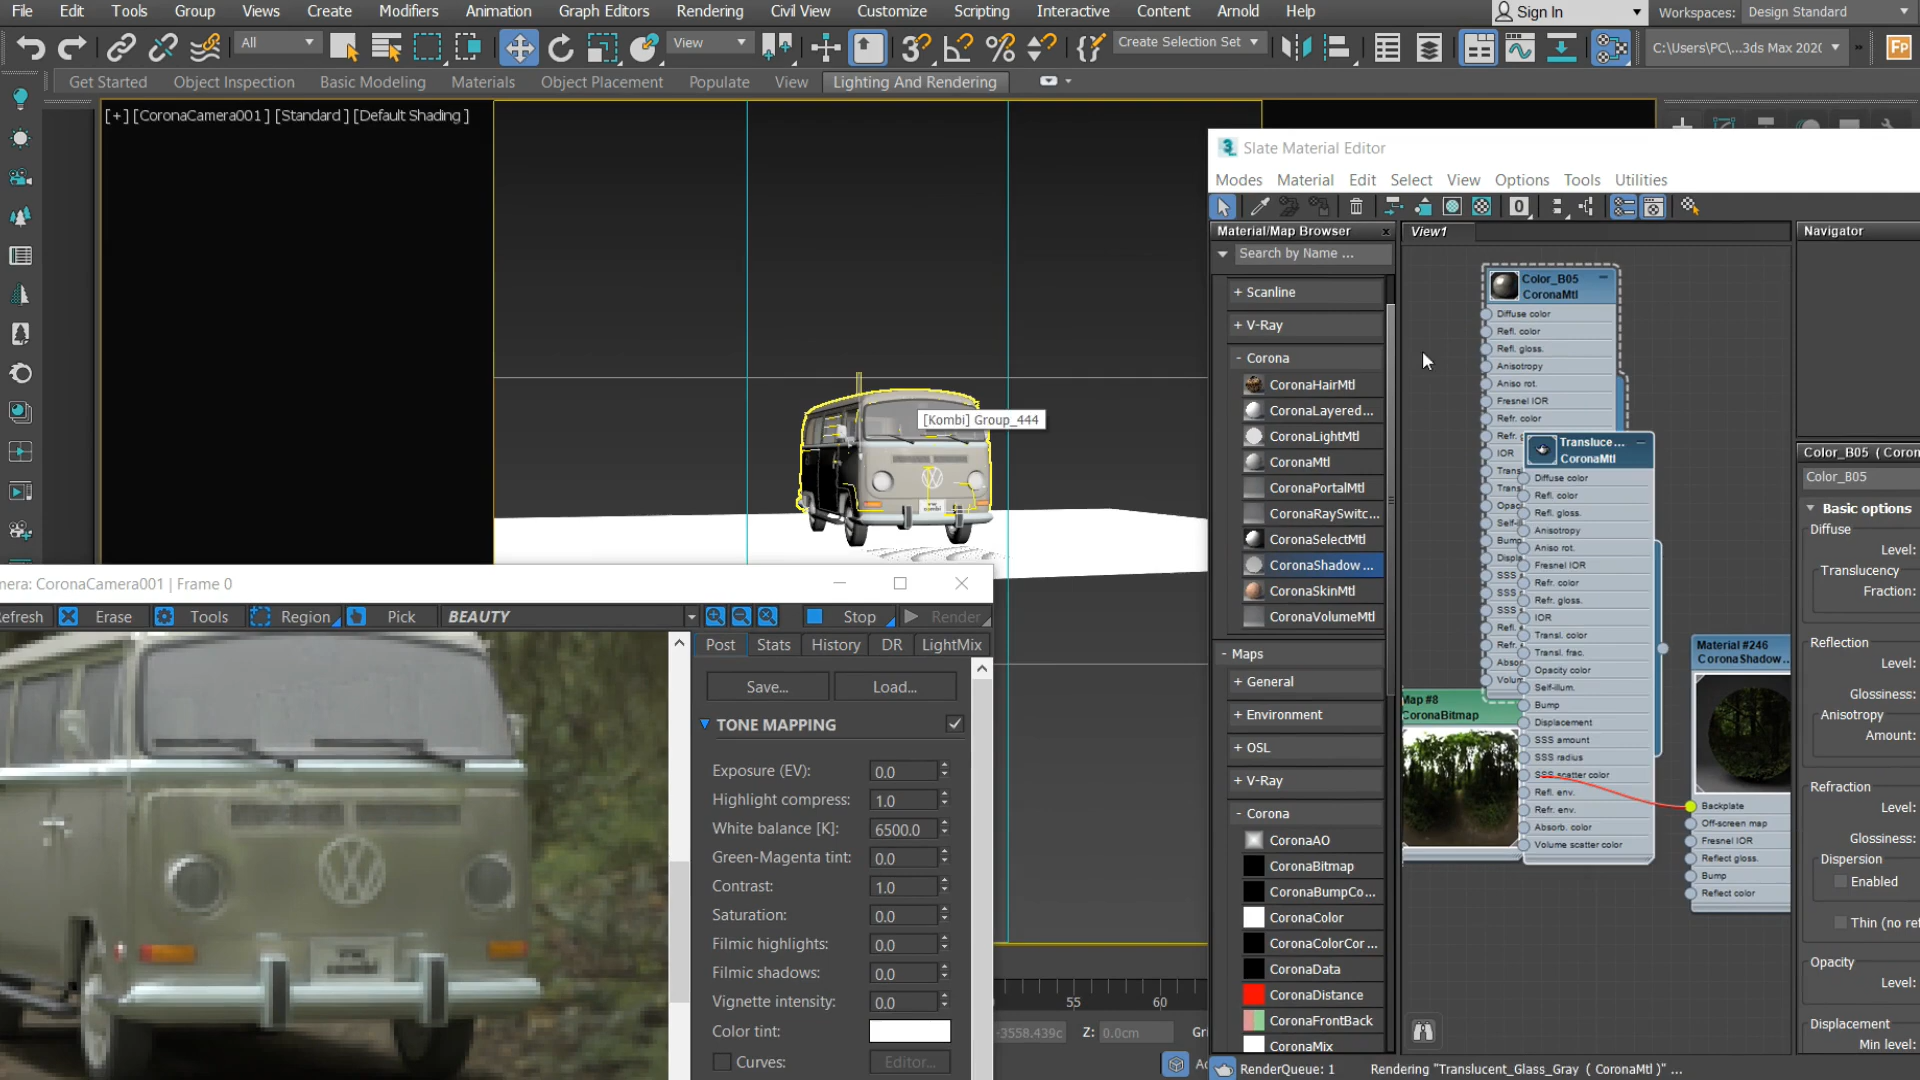 File Edit Tools Group Views Create Modifiers Animation Graph Editors Rendering Civil View Customize Scripting Interactive Content Arnold Help Sign In Workspaces: Design Standard
All View Create Selection Set C:\Users\PC\...3ds Max 202(
Get Started Object Inspection Basic Modeling Materials Object Placement Populate View Lighting And Rendering
[+] [CoronaCamera001] [Standard] [Default Shading]
[Kombi] Group_444
mera: CoronaCamera001 | Frame 0
Refresh Erase Tools Region Pick BEAUTY Stop Render
Post Stats History DR LightMix
Save... Load...
TONE MAPPING
Exposure (EV): 0.0
Highlight compress: 1.0
White balance [K]: 6500.0
Green-Magenta tint: 0.0
Contrast: 1.0
Saturation: 0.0
Filmic highlights: 0.0
Filmic shadows: 0.0
Vignette intensity: 0.0
Color tint:
Curves: Editor...
55 60
-3558.439c Z: 0.0cm Gri
Slate Material Editor
Modes Material Edit Select View Options Tools Utilities
Material/Map Browser
Search by Name ...
+ Scanline
+ V-Ray
- Corona
CoronaHairMtl
CoronaLayered...
CoronaLightMtl
CoronaMtl
CoronaPortalMtl
CoronaRaySwitc...
CoronaSelectMtl
CoronaShadow ...
CoronaSkinMtl
CoronaVolumeMtl
- Maps
+ General
+ Environment
+ OSL
+ V-Ray
- Corona
CoronaAO
CoronaBitmap
CoronaBumpCo...
CoronaColor
CoronaColorCor ...
CoronaData
CoronaDistance
CoronaFrontBack
CoronaMix
RenderQueue: 1 Rendering "Translucent_Glass_Gray ( CoronaMtl )" ...
View1
Color_B05
CoronaMtl
Diffuse color
Refl. color
Refl. gloss.
Anisotropy
Aniso rot.
Fresnel IOR
Refr. color
IOR
Transluce...
CoronaMtl
Diffuse color
Refl. color
Refl. gloss.
Anisotropy
Aniso rot.
Fresnel IOR
Refr. color
Refr. gloss.
IOR
Transl. color
Transl. frac.
Opacity color
Self-illum.
Bump
Displacement
SSS amount
SSS radius
SSS scatter color
Refl. env.
Refr. env.
Absorb. color
Volume scatter color
Map #8
CoronaBitmap
Material #246
CoronaShadow...
Backplate
Off-screen map
Fresnel IOR
Reflect gloss.
Bump
Reflect color
Navigator
Color_B05 ( Coron
Color_B05
Basic options
Diffuse
Level:
Translucency
Fraction:
Reflection
Level:
Glossiness:
Anisotropy
Amount:
Refraction
Level:
Glossiness:
Dispersion
Enabled
Thin (no ref
Opacity
Level:
Displacement
Min level: